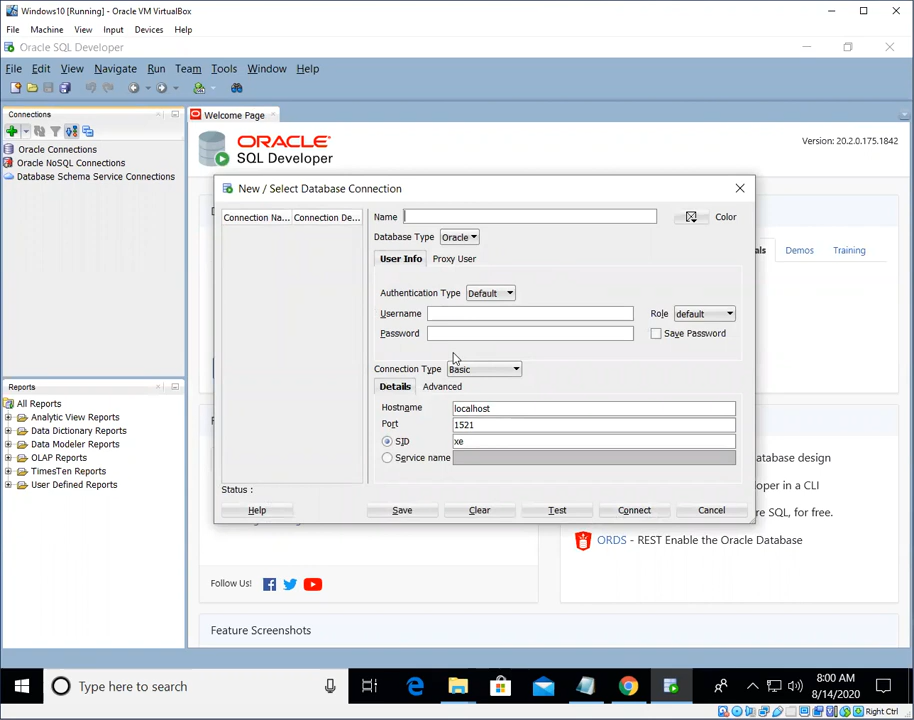 Windows10 [Running] - Oracle VM VirtualBox
File Machine View Input Devices Help
Oracle SQL Developer
File Edit View Navigate Run Team Tools Window Help
Connections
Oracle Connections
Oracle NoSQL Connections
Database Schema Service Connections
Welcome Page
ORACLE
SQL Developer
Version: 20.2.0.175.1842
Demos Training
New / Select Database Connection
Connection Na... Connection De...
Name
Color
Database Type Oracle
User Info Proxy User
Authentication Type Default
Username
Role default
Password
Save Password
Connection Type Basic
Details Advanced
Hostname localhost
Port 1521
SID xe
Service name
Status :
Help Save Clear Test Connect Cancel
Reports
All Reports
Analytic View Reports
Data Dictionary Reports
Data Modeler Reports
OLAP Reports
TimesTen Reports
User Defined Reports
database design
er in a CLI
re SQL, for free.
ORDS - REST Enable the Oracle Database
Follow Us!
Feature Screenshots
Type here to search
8:00 AM
8/14/2020
Right Ctrl